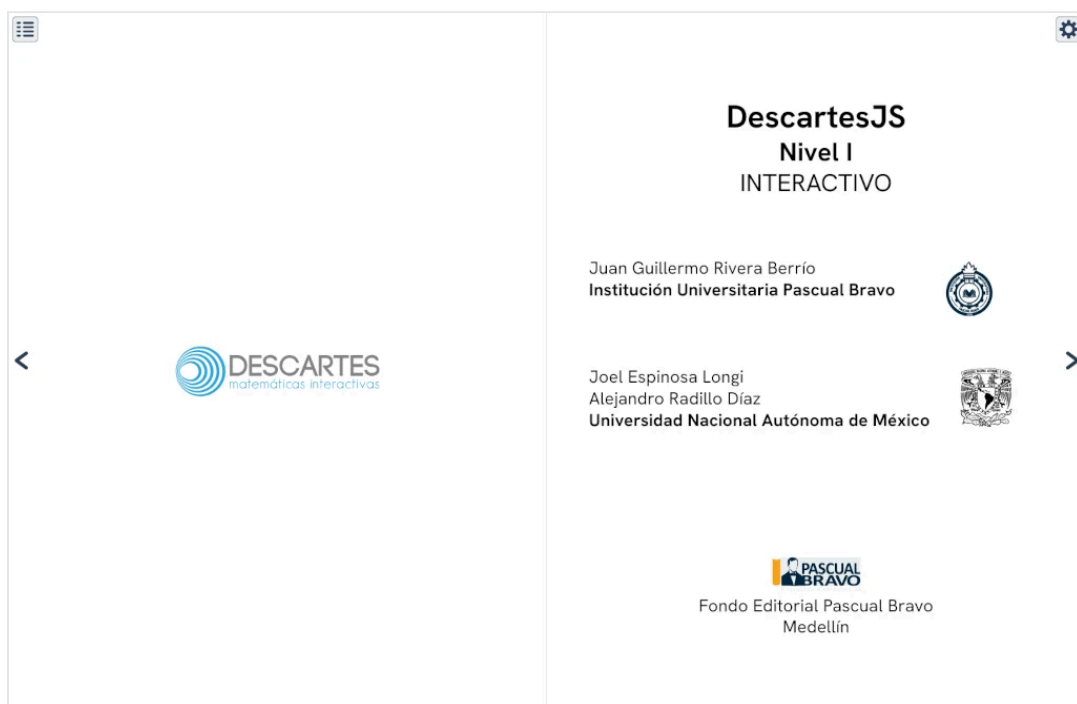 DESCARTES
matemáticas interactivas
DescartesJS
Nivel I
INTERACTIVO
Juan Guillermo Rivera Berrío
Institución Universitaria Pascual Bravo
Joel Espinosa Longi
Alejandro Radillo Díaz
Universidad Nacional Autónoma de México
PASCUAL
BRAVO
Fondo Editorial Pascual Bravo
Medellín